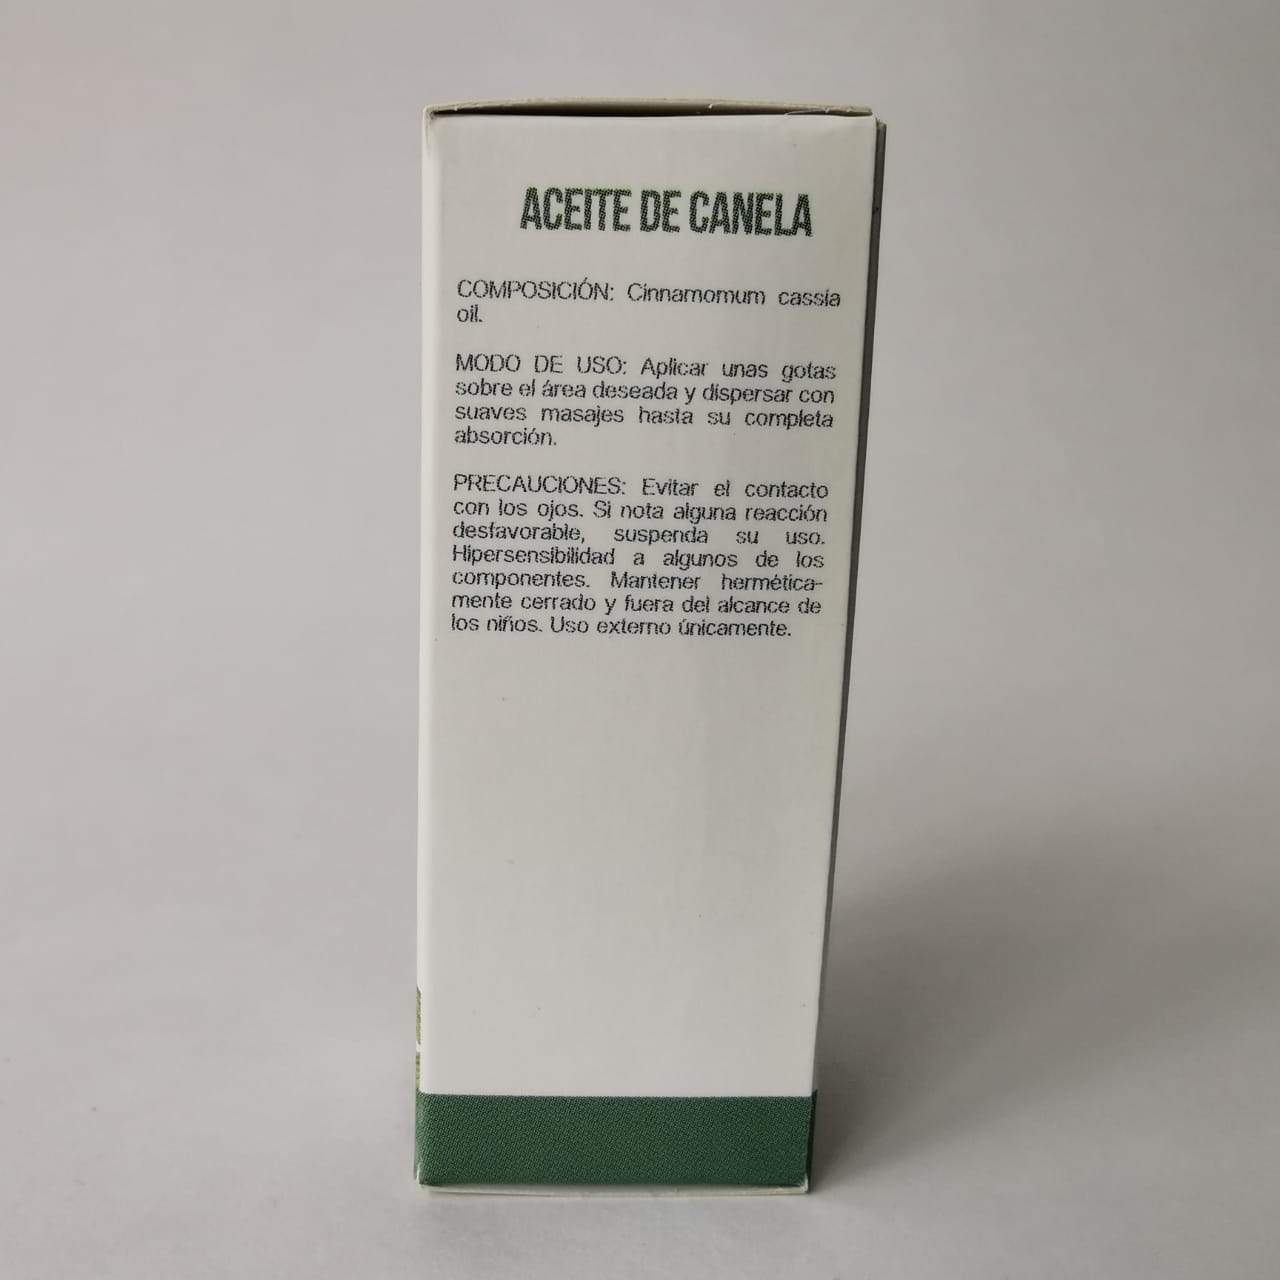 ACEITE DE CANELA
COMPOSICIÓN: Cinnamomum cassia
oil.
MODO DE USO: Aplicar unas gotas
sobre el área deseada y dispersar con
suaves masajes hasta su completa
absorción.
PRECAUCIONES: Evitar el contacto
con los ojos. Si nota alguna reacción
desfavorable, suspenda su uso.
Hipersensibilidad a algunos de los
componentes. Mantener hermética-
mente cerrado y fuera del alcance de
los niños. Uso externo únicamente.